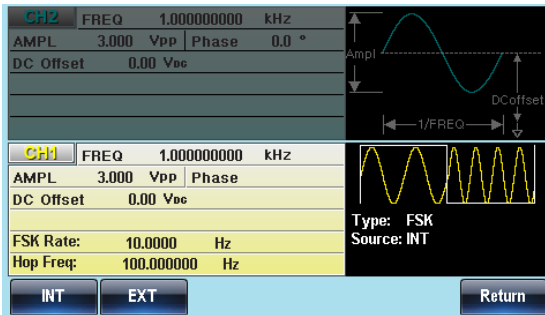 CH2 FREQ 1.000000000 kHz
AMPL 3.000 Vpp Phase 0.0 °
DC Offset 0.00 VDC
Ampl
DCoffset
1/FREQ
CH1 FREQ 1.000000000 kHz
AMPL 3.000 Vpp Phase
DC Offset 0.00 VDC
FSK Rate: 10.0000 Hz
Hop Freq: 100.000000 Hz
Type: FSK
Source: INT
INT EXT Return